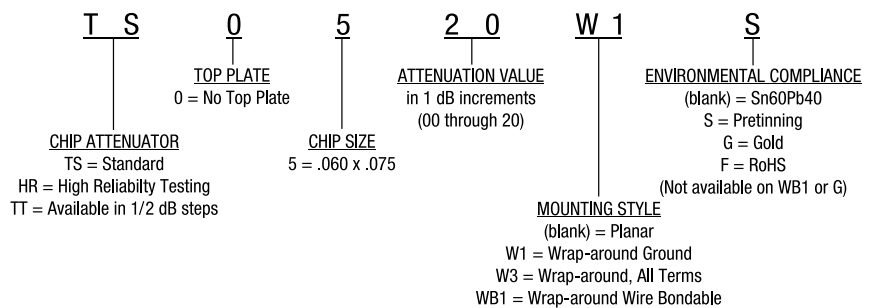 T S 0 5 2 0 W 1 S
TOP PLATE
0 = No Top Plate
ATTENUATION VALUE
in 1 dB increments
(00 through 20)
ENVIRONMENTAL COMPLIANCE
(blank) = Sn60Pb40
S = Pretinning
G = Gold
F = RoHS
(Not available on WB1 or G)
CHIP ATTENUATOR
TS = Standard
HR = High Reliabilty Testing
TT = Available in 1/2 dB steps
CHIP SIZE
5 = .060 x .075
MOUNTING STYLE
(blank) = Planar
W1 = Wrap-around Ground
W3 = Wrap-around, All Terms
WB1 = Wrap-around Wire Bondable